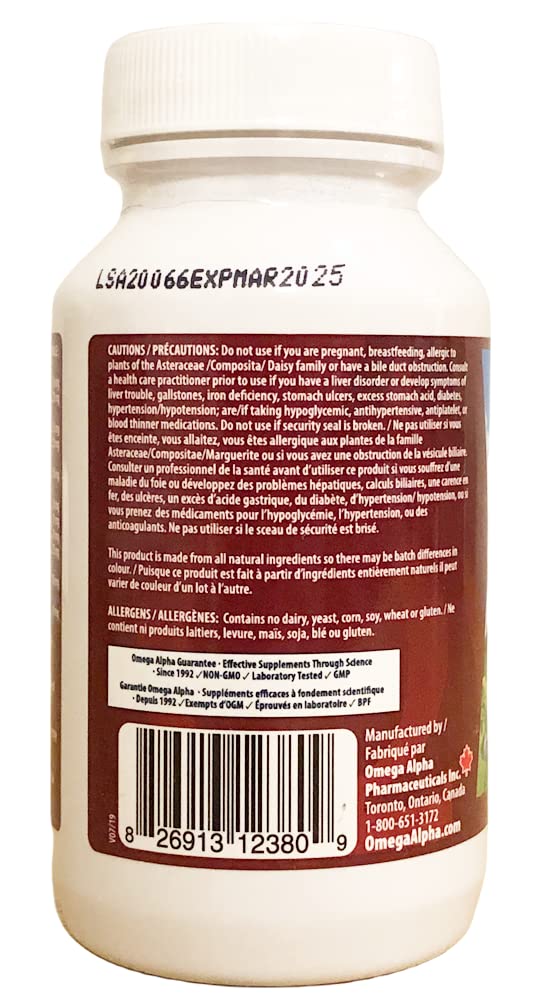 LSA20066EXPMAR2025
CAUTIONS / PRÉCAUTIONS: Do not use if you are pregnant, breastfeeding, allergic to
plants of the Asteraceae /Composita/ Daisy family or have a bile duct obstruction. Consult
a health care practitioner prior to use if you have a liver disorder or develop symptoms of
liver trouble, gallstones, iron deficiency, stomach ulcers, excess stomach acid, diabetes,
hypertension/hypotension; are/if taking hypoglycemic, antihypertensive, antiplatelet, or
blood thinner medications. Do not use if security seal is broken. / Ne pas utiliser si vous
êtes enceinte, vous allaitez, vous êtes allergique aux plantes de la famille
Asteraceae/Compositae/Marguerite ou si vous avez une obstruction de la vésicule biliaire.
Consulter un professionnel de la santé avant d'utiliser ce produit si vous souffrez d'une
maladie du foie ou développez des problèmes hépatiques, calculs biliaires, une carence en
fer, des ulcères, un excès d'acide gastrique, du diabète, d'hypertension/ hypotention, ou si
vous prenez des médicaments pour l'hypoglycémie, l'hypertension, ou des
anticoagulants. Ne pas utiliser si le sceau de sécurité est brisé.
This product is made from all natural ingredients so there may be batch differences in
colour. / Puisque ce produit est fait à partir d'ingrédients entièrement naturels il peut
varier de couleur d'un lot à l'autre.
ALLERGENS / ALLERGÈNES: Contains no dairy, yeast, corn, soy, wheat or gluten. / Ne
contient ni produits laitiers, levure, maïs, soja, blé ou gluten.
Omega Alpha Guarantee · Effective Supplements Through Science
· Since 1992 ✓NON-GMO ✓ Laboratory Tested ✓ GMP
Garantie Omega Alpha · Suppléments efficaces à fondement scientifique
· Depuis 1992 ✓Exempts d'OGM ✓ Éprouvés en laboratoire ✓ BPF
V07/19
8 26913 12380 9
Manufactured by /
Fabriqué par
Omega Alpha
Pharmaceuticals Inc.
Toronto, Ontario, Canada
1-800-651-3172
OmegaAlpha.com